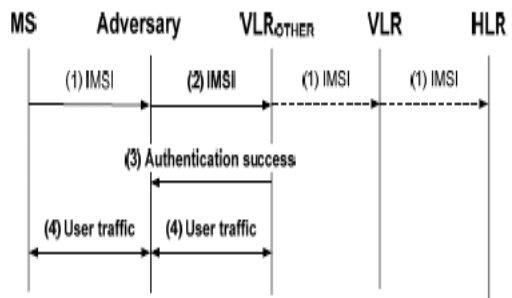 MS Adversary VLROTHER VLR HLR
(1) IMSI (2) IMSI (1) IMSI (1) IMSI
(3) Authentication success
(4) User traffic (4) User traffic